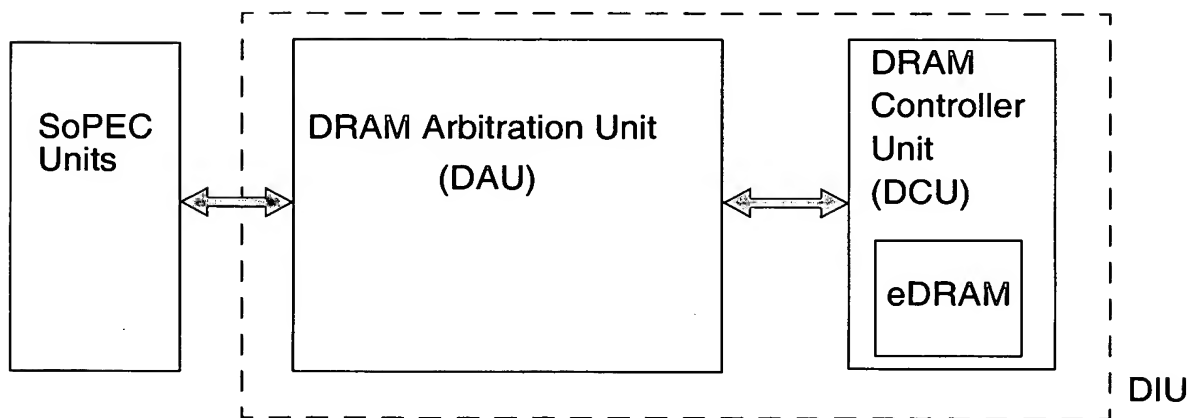 SoPEC
Units
DRAM Arbitration Unit
(DAU)
DRAM
Controller
Unit
(DCU)
eDRAM
DIU